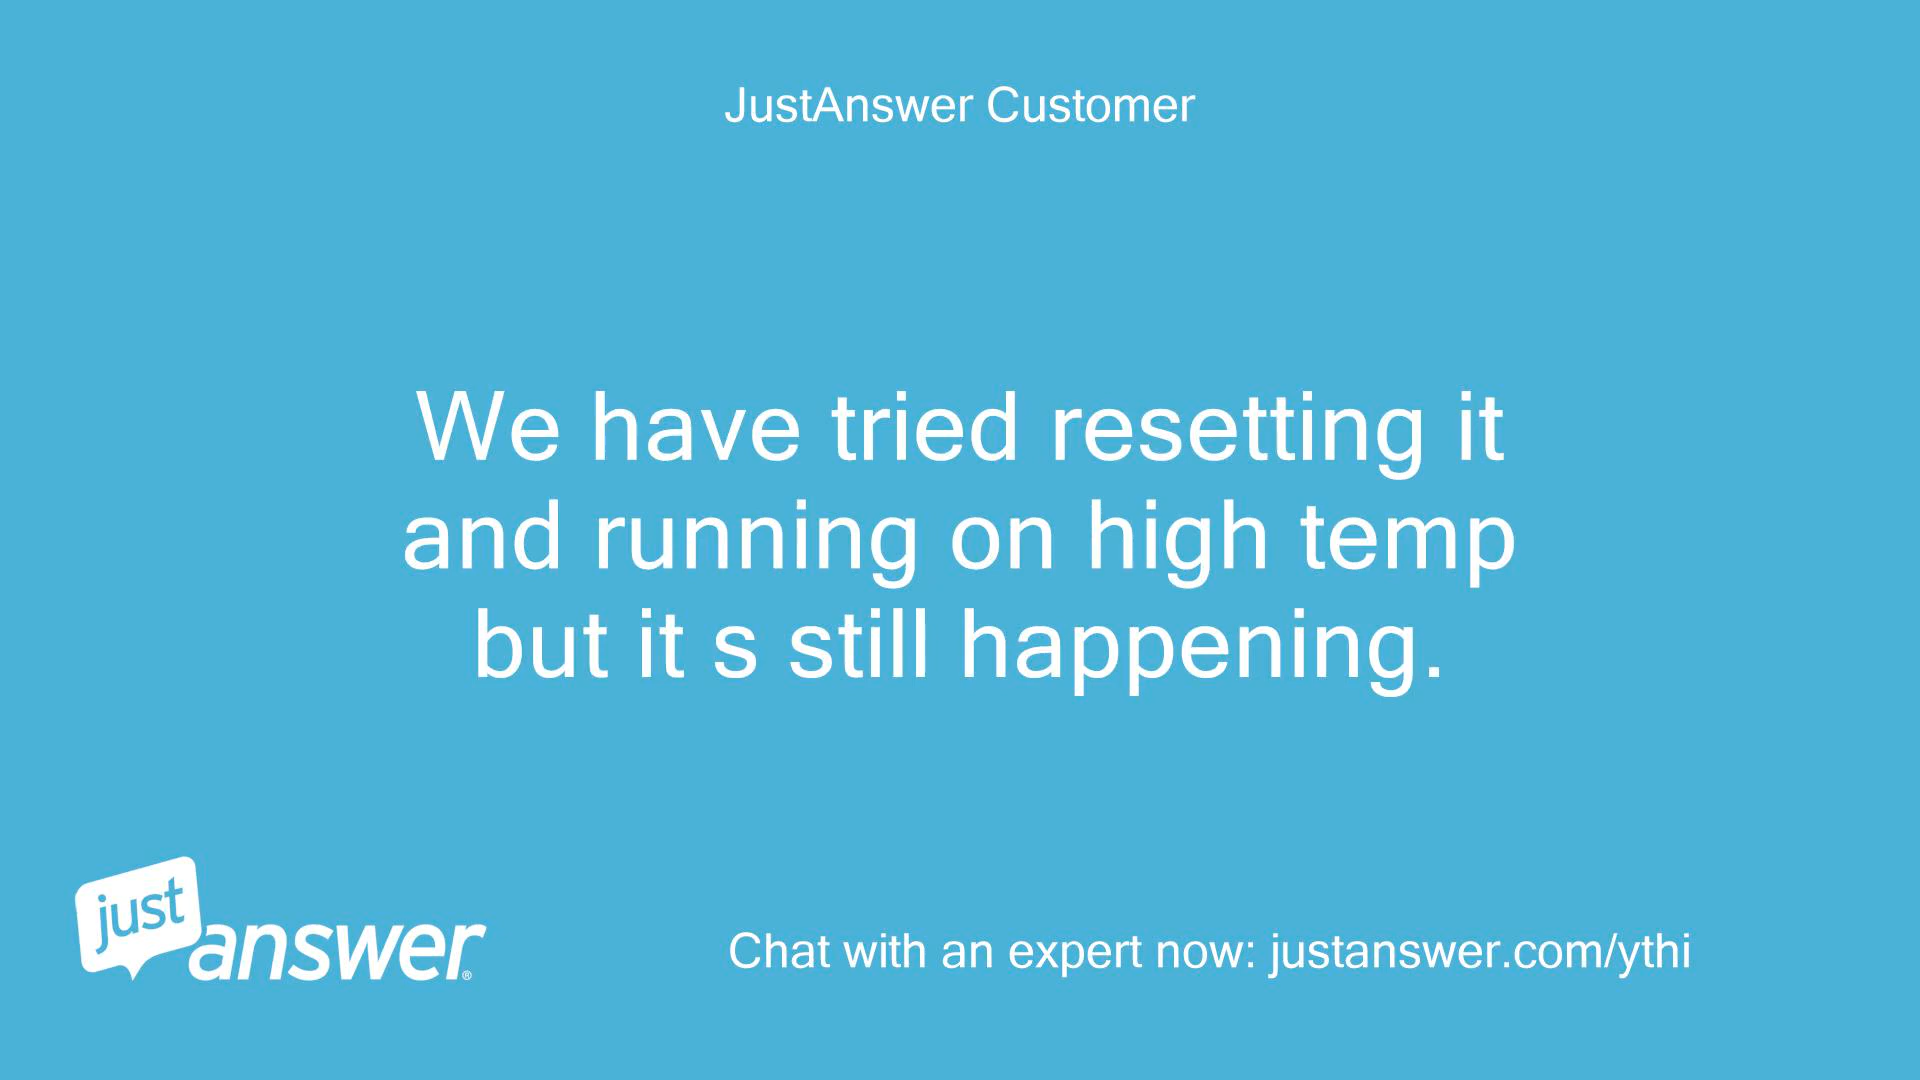 JustAnswer Customer
We have tried resetting it
and running on high temp
but it s still happening.
just
answer®
Chat with an expert now: justanswer.com/ythi